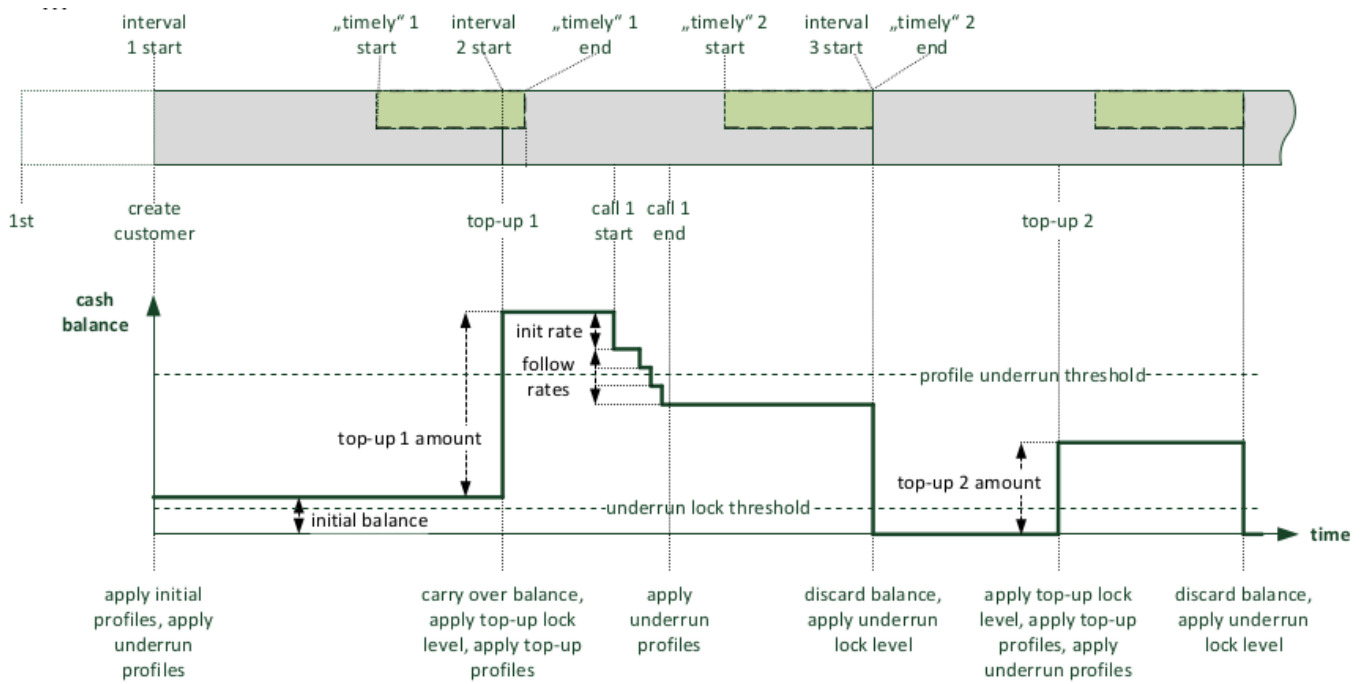 interval
1 start
„timely“ 1
start
interval
2 start
„timely“ 1
end
„timely“ 2
start
interval
3 start
„timely“ 2
end
1st
create
customer
top-up 1
call 1
start
call 1
end
top-up 2
cash
balance
init rate
follow
rates
profile underrun threshold
top-up 1 amount
top-up 2 amount
underrun lock threshold
initial balance
time
apply initial
profiles, apply
underrun
profiles
carry over balance,
apply top-up lock
level, apply top-up
profiles
apply
underrun
profiles
discard balance,
apply underrun
lock level
apply top-up lock
level, apply top-up
profiles, apply
underrun profiles
discard balance,
apply underrun
lock level